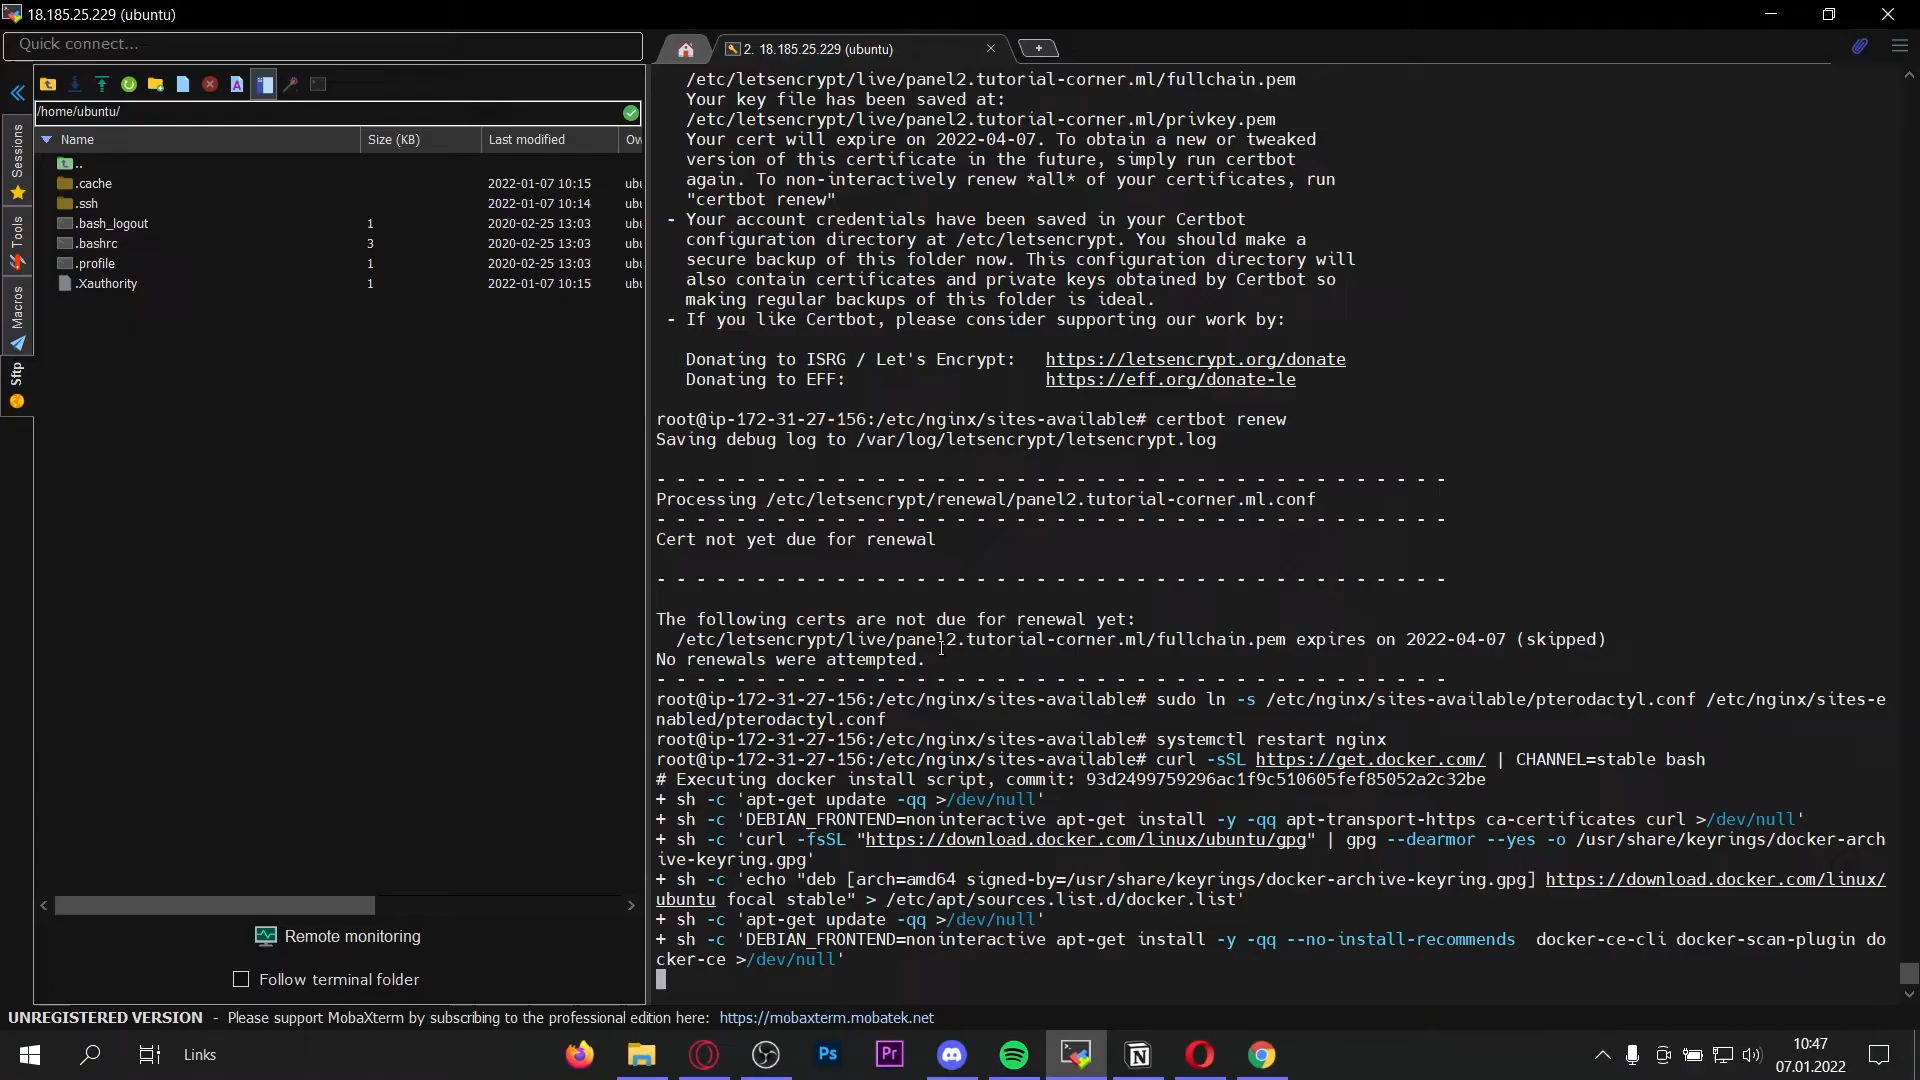 18.185.25.229 (ubuntu)
Quick connect...
2. 18.185.25.229 (ubuntu)
/home/ubuntu/
Name
Size (KB)
Last modified
Ow
..
.cache 2022-01-07 10:15 ubu
.ssh 2022-01-07 10:14 ubu
.bash_logout 1 2020-02-25 13:03 ubu
.bashrc 3 2020-02-25 13:03 ubu
.profile 1 2020-02-25 13:03 ubu
.Xauthority 1 2022-01-07 10:15 ubu
Sessions
Tools
Macros
Sftp
Remote monitoring
Follow terminal folder
/etc/letsencrypt/live/panel2.tutorial-corner.ml/fullchain.pem
Your key file has been saved at:
/etc/letsencrypt/live/panel2.tutorial-corner.ml/privkey.pem
Your cert will expire on 2022-04-07. To obtain a new or tweaked
version of this certificate in the future, simply run certbot
again. To non-interactively renew *all* of your certificates, run
"certbot renew"
- Your account credentials have been saved in your Certbot
configuration directory at /etc/letsencrypt. You should make a
secure backup of this folder now. This configuration directory will
also contain certificates and private keys obtained by Certbot so
making regular backups of this folder is ideal.
- If you like Certbot, please consider supporting our work by:
Donating to ISRG / Let's Encrypt: https://letsencrypt.org/donate
Donating to EFF: https://eff.org/donate-le
root@ip-172-31-27-156:/etc/nginx/sites-available# certbot renew
Saving debug log to /var/log/letsencrypt/letsencrypt.log
- - - - - - - - - - - - - - - - - - - - - - - - - - - - - - - - - - - - - - - -
Processing /etc/letsencrypt/renewal/panel2.tutorial-corner.ml.conf
- - - - - - - - - - - - - - - - - - - - - - - - - - - - - - - - - - - - - - - -
Cert not yet due for renewal
- - - - - - - - - - - - - - - - - - - - - - - - - - - - - - - - - - - - - - - -
The following certs are not due for renewal yet:
/etc/letsencrypt/live/panel2.tutorial-corner.ml/fullchain.pem expires on 2022-04-07 (skipped)
No renewals were attempted.
- - - - - - - - - - - - - - - - - - - - - - - - - - - - - - - - - - - - - - - -
root@ip-172-31-27-156:/etc/nginx/sites-available# sudo ln -s /etc/nginx/sites-available/pterodactyl.conf /etc/nginx/sites-e
nabled/pterodactyl.conf
root@ip-172-31-27-156:/etc/nginx/sites-available# systemctl restart nginx
root@ip-172-31-27-156:/etc/nginx/sites-available# curl -sSL https://get.docker.com/ | CHANNEL=stable bash
# Executing docker install script, commit: 93d2499759296ac1f9c510605fef85052a2c32be
+ sh -c 'apt-get update -qq >/dev/null'
+ sh -c 'DEBIAN_FRONTEND=noninteractive apt-get install -y -qq apt-transport-https ca-certificates curl >/dev/null'
+ sh -c 'curl -fsSL "https://download.docker.com/linux/ubuntu/gpg" | gpg --dearmor --yes -o /usr/share/keyrings/docker-arch
ive-keyring.gpg'
+ sh -c 'echo "deb [arch=amd64 signed-by=/usr/share/keyrings/docker-archive-keyring.gpg] https://download.docker.com/linux/
ubuntu focal stable" > /etc/apt/sources.list.d/docker.list'
+ sh -c 'apt-get update -qq >/dev/null'
+ sh -c 'DEBIAN_FRONTEND=noninteractive apt-get install -y -qq --no-install-recommends docker-ce-cli docker-scan-plugin do
cker-ce >/dev/null'
UNREGISTERED VERSION - Please support MobaXterm by subscribing to the professional edition here: https://mobaxterm.mobatek.net
Links
Ps
Pr
10:47
07.01.2022